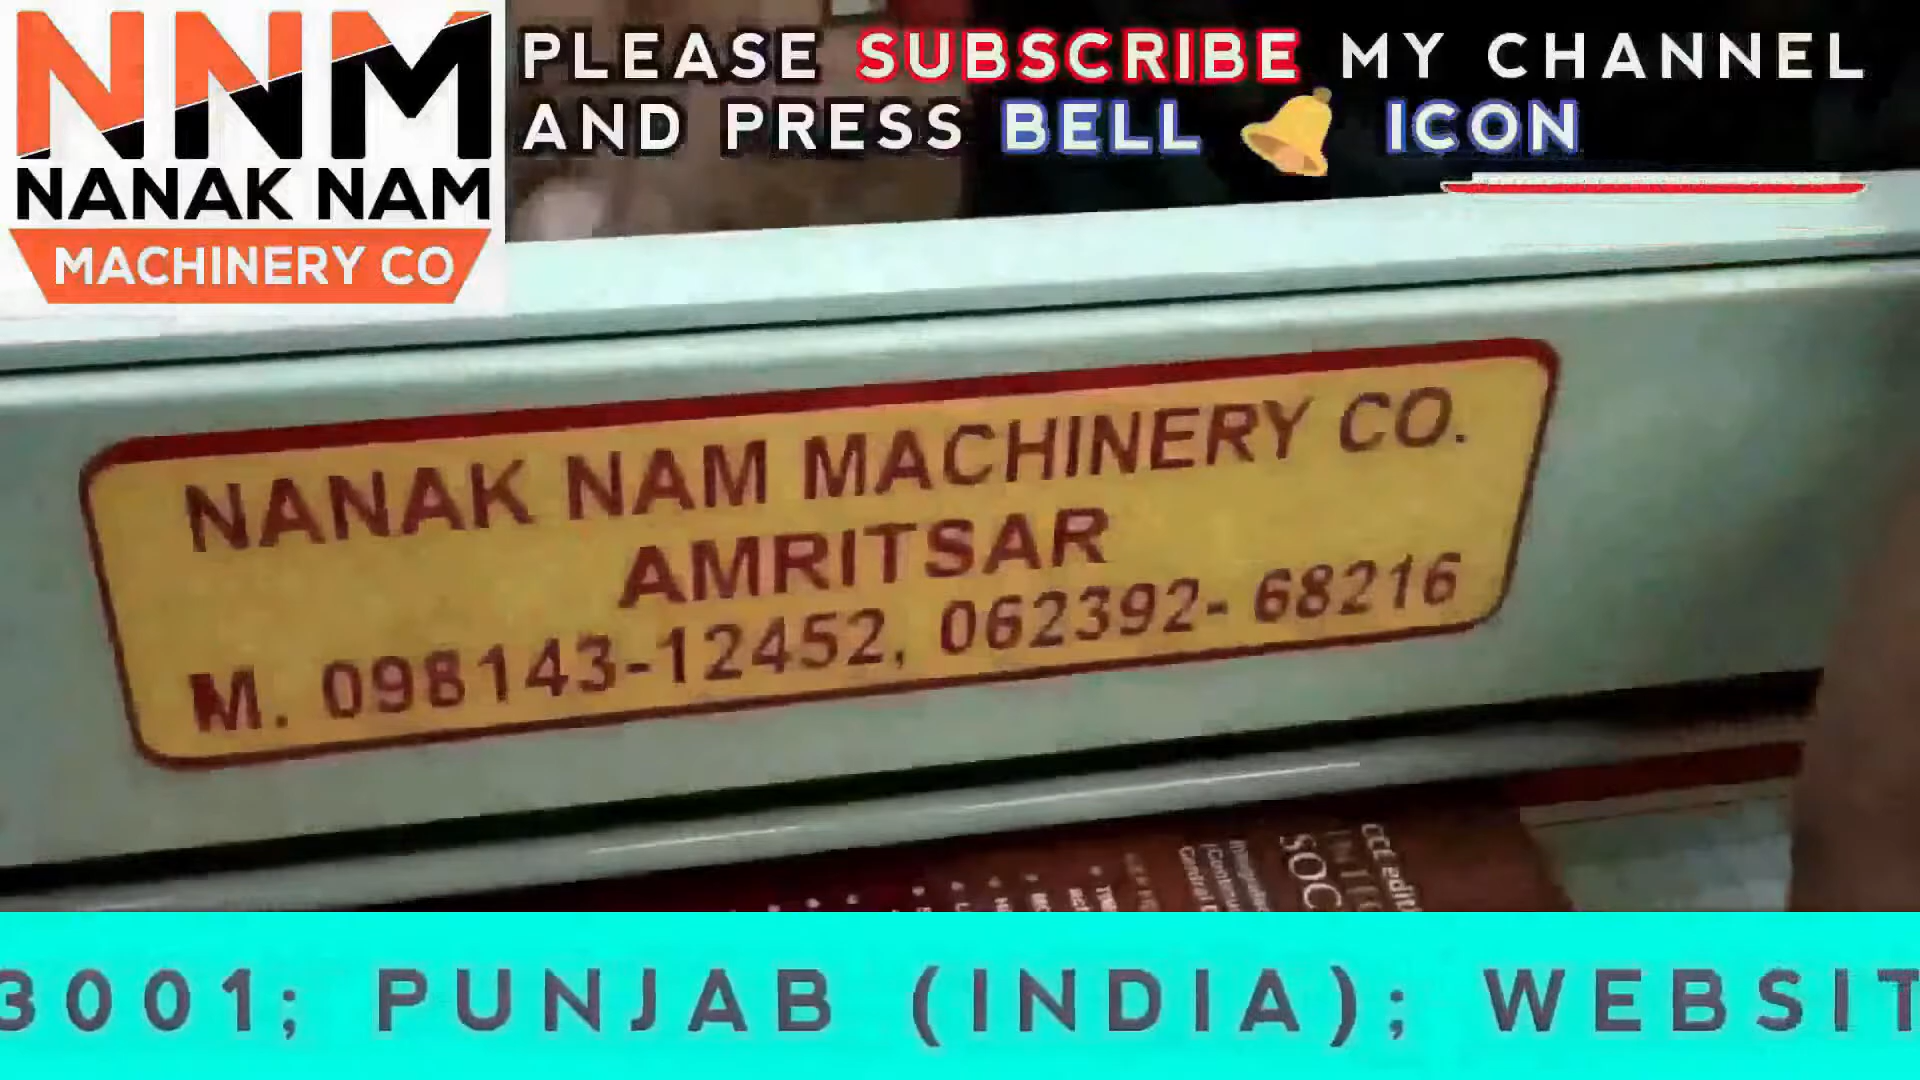 NNM
NANAK NAM
MACHINERY CO
PLEASE SUBSCRIBE MY CHANNEL
AND PRESS BELL 🔔 ICON
NANAK NAM MACHINERY CO.
AMRITSAR
M. 098143-12452, 062392- 68216
SOC
3001; PUNJAB (INDIA); WEBSIT